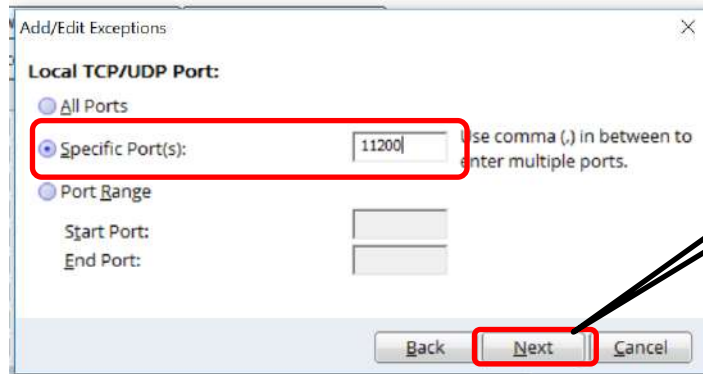 Add/Edit Exceptions
Local TCP/UDP Port:
All Ports
Specific Port(s): 11200 Use comma (,) in between to
enter multiple ports.
Port Range
Start Port:
End Port:
Back Next Cancel